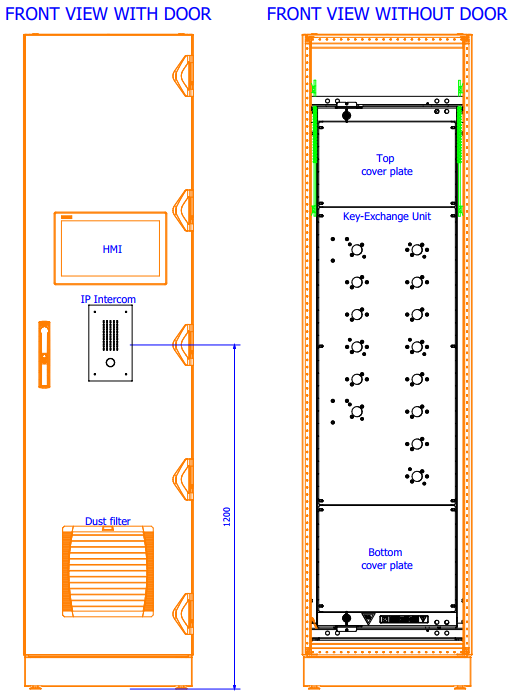 FRONT VIEW WITH DOOR
FRONT VIEW WITHOUT DOOR
Top
cover plate
Key-Exchange Unit
HMI
IP Intercom
1200
Dust filter
Bottom
cover plate